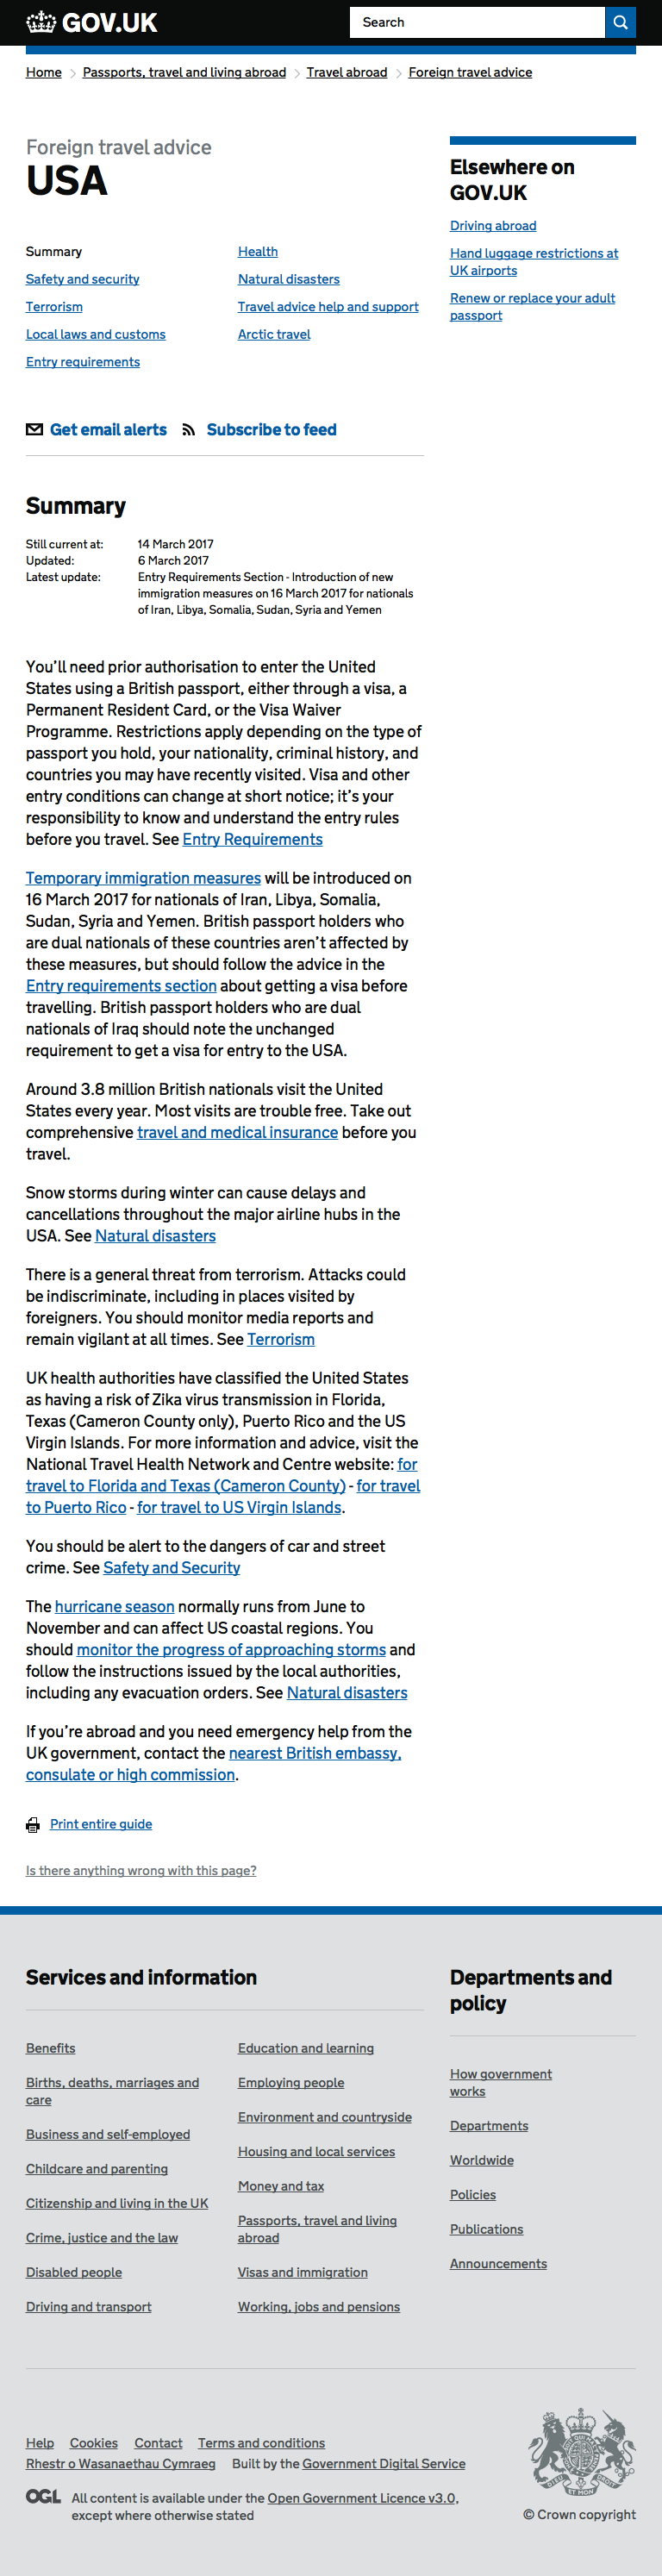 GOV.UK
Search
Home
Passports, travel and living abroad
Travel abroad
Foreign travel advice
Foreign travel advice
USA
Summary
Safety and security
Terrorism
Local laws and customs
Entry requirements
Health
Natural disasters
Travel advice help and support
Arctic travel
Elsewhere on
GOV.UK
Driving abroad
Hand luggage restrictions at
UK airports
Renew or replace your adult
passport
Get email alerts
Subscribe to feed
Summary
Still current at: 14 March 2017
Updated: 6 March 2017
Latest update: Entry Requirements Section - Introduction of new
immigration measures on 16 March 2017 for nationals
of Iran, Libya, Somalia, Sudan, Syria and Yemen
You’ll need prior authorisation to enter the United
States using a British passport, either through a visa, a
Permanent Resident Card, or the Visa Waiver
Programme. Restrictions apply depending on the type of
passport you hold, your nationality, criminal history, and
countries you may have recently visited. Visa and other
entry conditions can change at short notice; it’s your
responsibility to know and understand the entry rules
before you travel. See Entry Requirements
Temporary immigration measures will be introduced on
16 March 2017 for nationals of Iran, Libya, Somalia,
Sudan, Syria and Yemen. British passport holders who
are dual nationals of these countries aren’t affected by
these measures, but should follow the advice in the
Entry requirements section about getting a visa before
travelling. British passport holders who are dual
nationals of Iraq should note the unchanged
requirement to get a visa for entry to the USA.
Around 3.8 million British nationals visit the United
States every year. Most visits are trouble free. Take out
comprehensive travel and medical insurance before you
travel.
Snow storms during winter can cause delays and
cancellations throughout the major airline hubs in the
USA. See Natural disasters
There is a general threat from terrorism. Attacks could
be indiscriminate, including in places visited by
foreigners. You should monitor media reports and
remain vigilant at all times. See Terrorism
UK health authorities have classified the United States
as having a risk of Zika virus transmission in Florida,
Texas (Cameron County only), Puerto Rico and the US
Virgin Islands. For more information and advice, visit the
National Travel Health Network and Centre website: for
travel to Florida and Texas (Cameron County) - for travel
to Puerto Rico - for travel to US Virgin Islands.
You should be alert to the dangers of car and street
crime. See Safety and Security
The hurricane season normally runs from June to
November and can affect US coastal regions. You
should monitor the progress of approaching storms and
follow the instructions issued by the local authorities,
including any evacuation orders. See Natural disasters
If you’re abroad and you need emergency help from the
UK government, contact the nearest British embassy,
consulate or high commission.
Print entire guide
Is there anything wrong with this page?
Services and information
Benefits
Births, deaths, marriages and
care
Business and self-employed
Childcare and parenting
Citizenship and living in the UK
Crime, justice and the law
Disabled people
Driving and transport
Education and learning
Employing people
Environment and countryside
Housing and local services
Money and tax
Passports, travel and living
abroad
Visas and immigration
Working, jobs and pensions
Departments and
policy
How government
works
Departments
Worldwide
Policies
Publications
Announcements
Help
Cookies
Contact
Terms and conditions
Rhestr o Wasanaethau Cymraeg
Built by the Government Digital Service
OGL
All content is available under the Open Government Licence v3.0,
except where otherwise stated
© Crown copyright